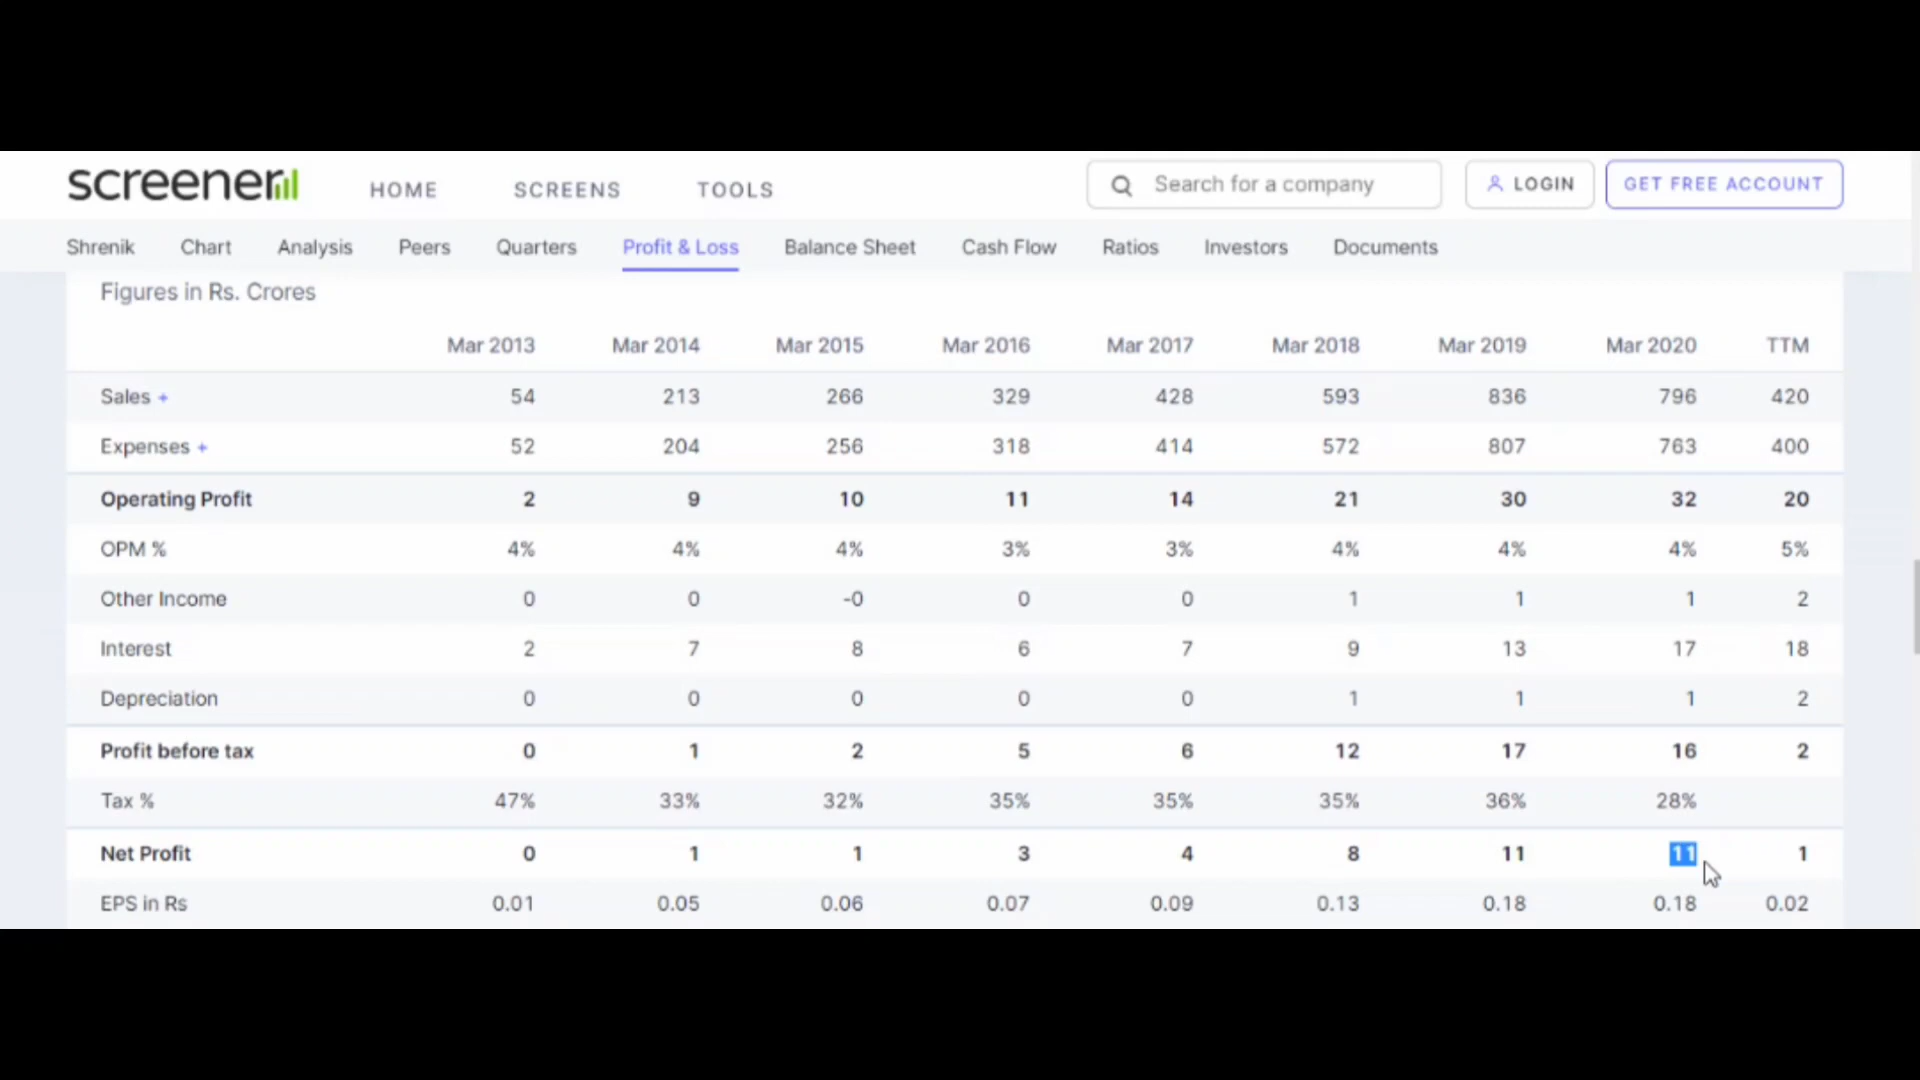 screener HOME SCREENS TOOLS Search for a company LOGIN GET FREE ACCOUNT
Shrenik Chart Analysis Peers Quarters Profit & Loss Balance Sheet Cash Flow Ratios Investors Documents
Figures in Rs. Crores
Mar 2013 Mar 2014 Mar 2015 Mar 2016 Mar 2017 Mar 2018 Mar 2019 Mar 2020 TTM
Sales + 54 213 266 329 428 593 836 796 420
Expenses + 52 204 256 318 414 572 807 763 400
Operating Profit 2 9 10 11 14 21 30 32 20
OPM % 4% 4% 4% 3% 3% 4% 4% 4% 5%
Other Income 0 0 -0 0 0 1 1 1 2
Interest 2 7 8 6 7 9 13 17 18
Depreciation 0 0 0 0 0 1 1 1 2
Profit before tax 0 1 2 5 6 12 17 16 2
Tax % 47% 33% 32% 35% 35% 35% 36% 28%
Net Profit 0 1 1 3 4 8 11 11 1
EPS in Rs 0.01 0.05 0.06 0.07 0.09 0.13 0.18 0.18 0.02